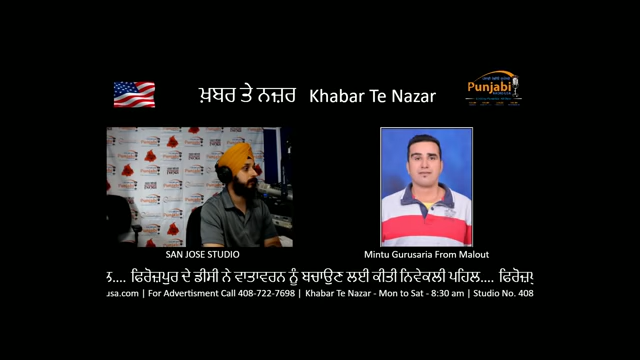 ਖ਼ਬਰ ਤੇ ਨਜ਼ਰ Khabar Te Nazar
Punjabi
SAN JOSE STUDIO
Mintu Gurusaria From Malout
ਲ.... ਫਿਰੋਜ਼ਪੁਰ ਦੇ ਡੀਸੀ ਨੇ ਵਾਤਾਵਰਨ ਨੂੰ ਬਚਾਉਣ ਲਈ ਕੀਤੀ ਨਿਵੇਕਲੀ ਪਹਿਲ.... ਫਿਰੋਜ਼ਪੁ
usa.com | For Advertisment Call 408-722-7698 | Khabar Te Nazar - Mon to Sat - 8:30 am | Studio No. 408